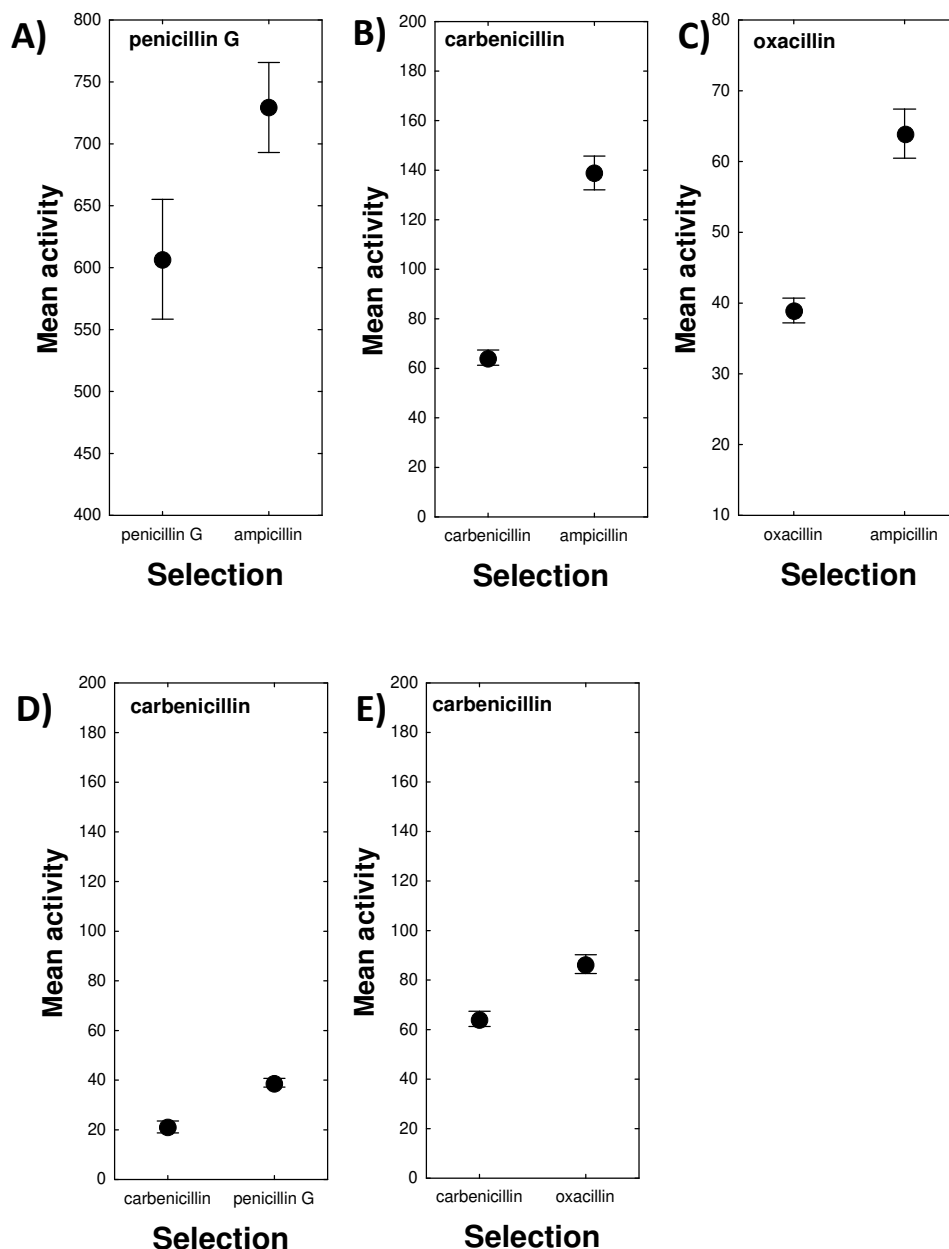 A)
penicillin G
800
750
700
650
600
550
500
450
400
Mean activity
penicillin G ampicillin
Selection
B)
carbenicillin
200
180
160
140
120
100
80
60
40
20
0
Mean activity
carbenicillin ampicillin
Selection
C)
oxacillin
80
70
60
50
40
30
20
10
Mean activity
oxacillin ampicillin
Selection
D)
carbenicillin
200
180
160
140
120
100
80
60
40
20
0
Mean activity
carbenicillin penicillin G
Selection
E)
carbenicillin
200
180
160
140
120
100
80
60
40
20
0
Mean activity
carbenicillin oxacillin
Selection